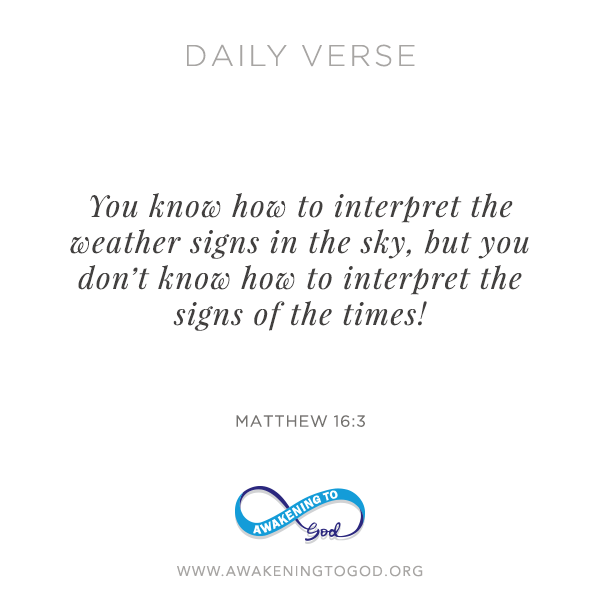 DAILY VERSE
You know how to interpret the
weather signs in the sky, but you
don't know how to interpret the
signs of the times!
MATTHEW 16:3
AWAKENING TO
God
WWW.AWAKENINGTOGOD.ORG